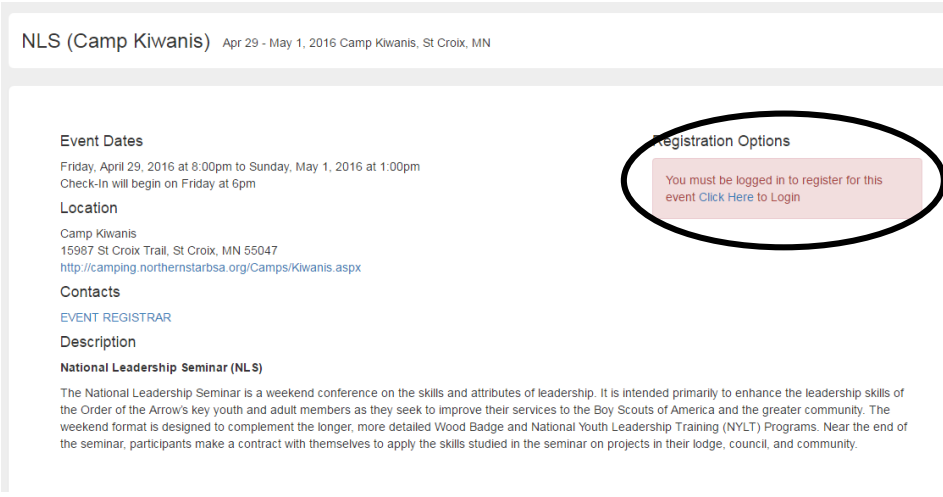 NLS (Camp Kiwanis) Apr 29 - May 1, 2016 Camp Kiwanis, St Croix, MN
Event Dates
Friday, April 29, 2016 at 8:00pm to Sunday, May 1, 2016 at 1:00pm
Check-In will begin on Friday at 6pm
Location
Camp Kiwanis
15987 St Croix Trail, St Croix, MN 55047
http://camping.northernstarbsa.org/Camps/Kiwanis.aspx
Contacts
EVENT REGISTRAR
Description
National Leadership Seminar (NLS)
The National Leadership Seminar is a weekend conference on the skills and attributes of leadership. It is intended primarily to enhance the leadership skills of
the Order of the Arrow's key youth and adult members as they seek to improve their services to the Boy Scouts of America and the greater community. The
weekend format is designed to complement the longer, more detailed Wood Badge and National Youth Leadership Training (NYLT) Programs. Near the end of
the seminar, participants make a contract with themselves to apply the skills studied in the seminar on projects in their lodge, council, and community.
Registration Options
You must be logged in to register for this
event Click Here to Login